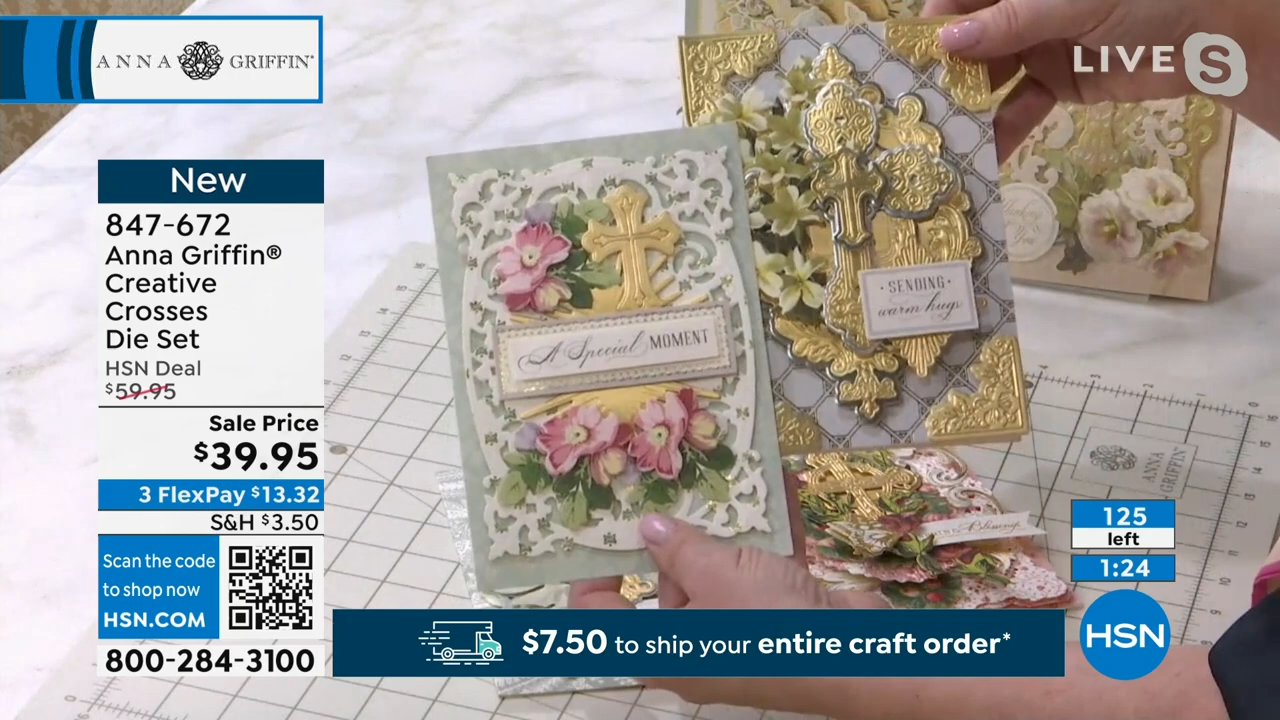 ANNA GRIFFIN
LIVE S
New
847-672
Anna Griffin®
Creative
Crosses
Die Set
HSN Deal
$59.95
Sale Price
$39.95
3 FlexPay $13.32
S&H $3.50
Scan the code
to shop now
HSN.COM
800-284-3100
A Special MOMENT
·SENDING·
warm hugs
Blessing
ANNA
GRIFFIN
125
left
1:24
$7.50 to ship your entire craft order*
HSN